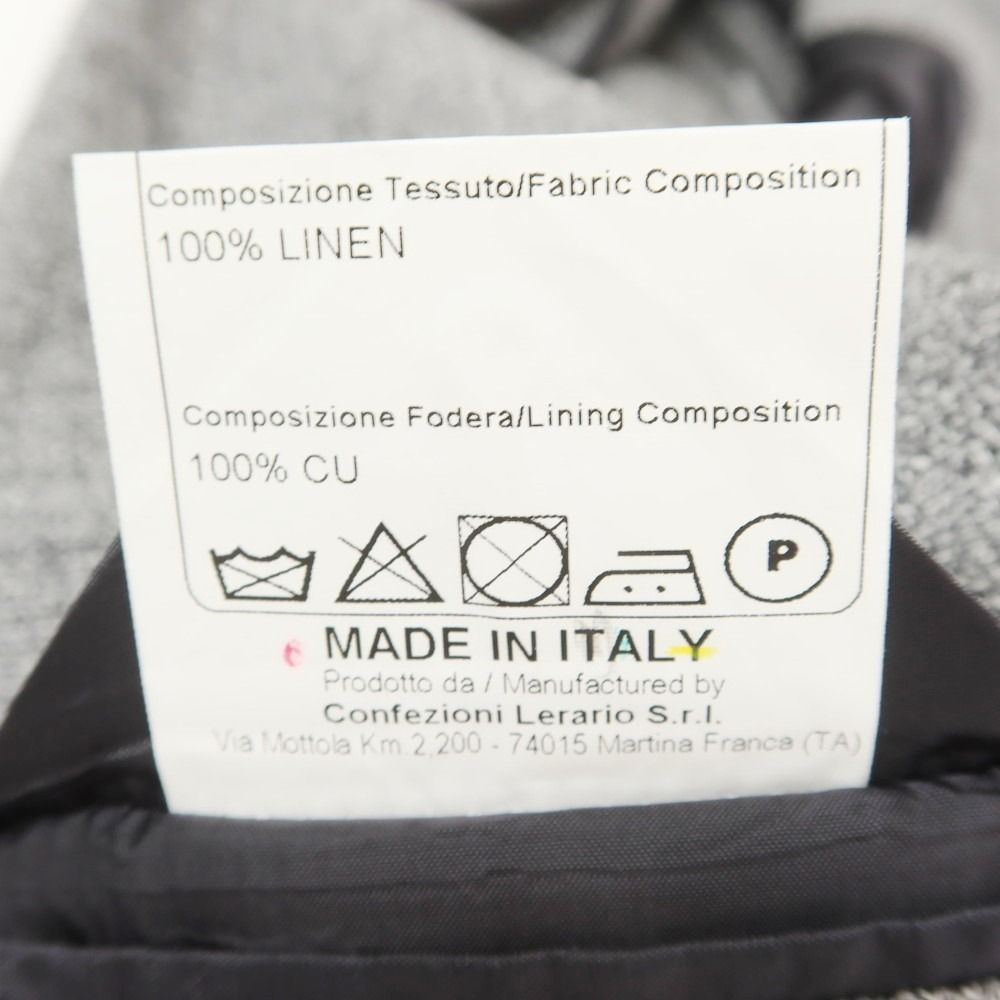 Composizione Tessuto/Fabric Composition
100% LINEN
Composizione Fodera/Lining Composition
100% CU
P
MADE IN ITALY
Prodotto da / Manufactured by
Confezioni Lerario S.r.l.
Via Mottola Km.2,200 - 74015 Martina Franca (TA)